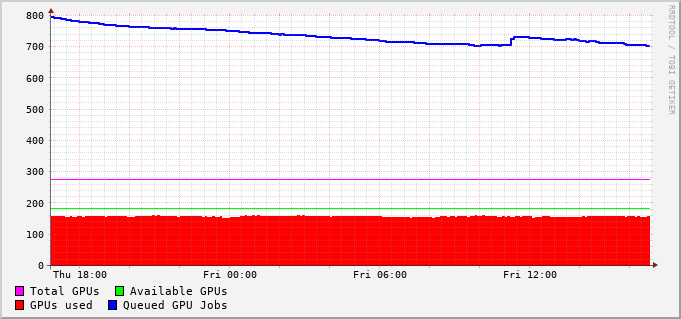 800
700
600
500
400
300
200
100
0
Thu 18:00 Fri 00:00 Fri 06:00 Fri 12:00
Total GPUs Available GPUs
GPUs used Queued GPU Jobs
RRDTOOL / TOBI OETIKER